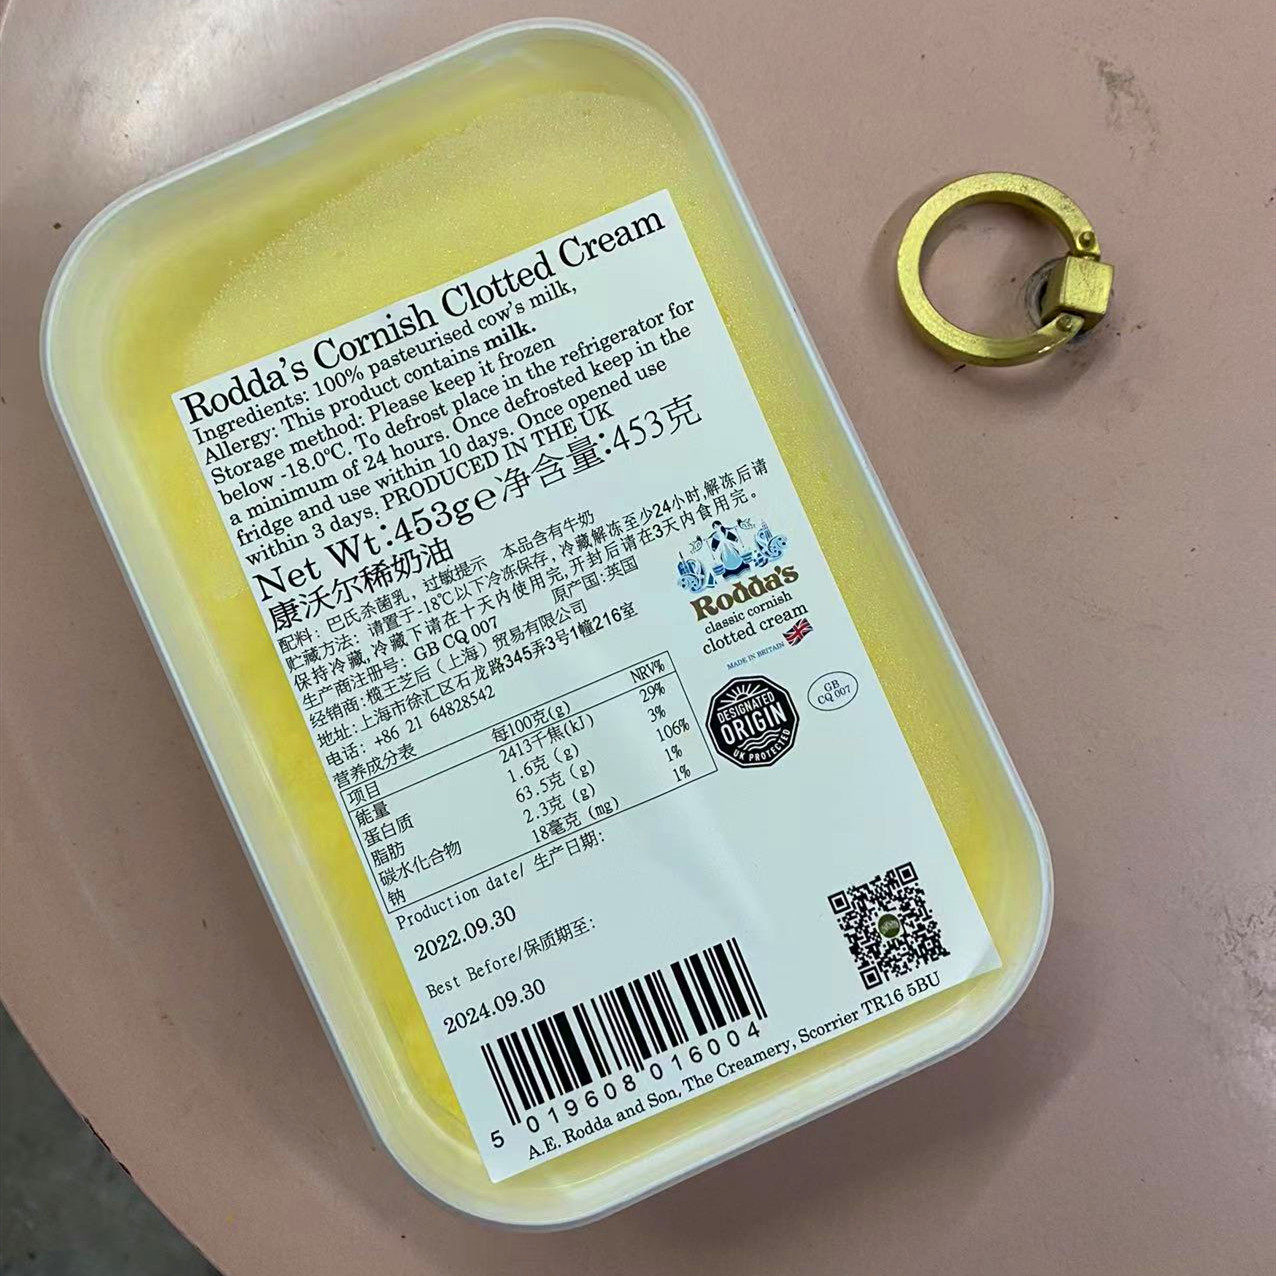 Rodda's Cornish Clotted Cream
Ingredients: 100% pasteurised cow's milk,
Allergy: This product contains milk.
Storage method: Please keep it frozen
below -18.0°C. To defrost place in the refrigerator for
a minimum of 24 hours. Once defrosted keep in the
fridge and use within 10 days. Once opened use
within 3 days. PRODUCED IN THE UK
Net Wt:453g℮净含量:453克
康沃尔稀奶油
配料: 巴氏杀菌乳, 过敏提示 本品含有牛奶
贮藏方法: 请置于-18℃以下冷冻保存, 冷藏解冻至少24小时,解冻后请
保持冷藏, 冷藏下请在十天内使用完, 开封后请在3天内食用完。
生产商注册号: GB CQ 007 原产国: 英国
经销商: 榄王芝后（上海）贸易有限公司
地址:上海市徐汇区石龙路345弄3号1幢216室
电话: +86 21 64828542
营养成分表
项目 每100克(g) NRV%
能量 2413千焦(kJ) 29%
蛋白质 1.6克 (g) 3%
脂肪 63.5克 (g) 106%
碳水化合物 2.3克 (g) 1%
钠 18毫克 (mg) 1%
Rodda's
classic cornish
clotted cream
MADE IN BRITAIN
DESIGNATED
ORIGIN
UK PROTECTED
GB
CQ 007
Production date/ 生产日期:
2022.09.30
Best Before/保质期至:
2024.09.30
5 019608 016004
A.E. Rodda and Son, The Creamery, Scorrier TR16 5BU